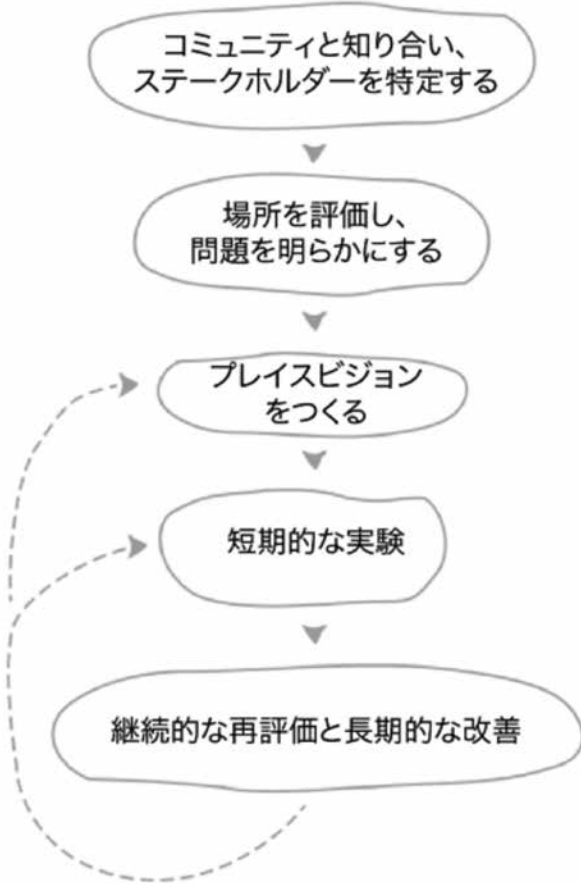 コミュニティと知り合い、
ステークホルダーを特定する
場所を評価し、
問題を明らかにする
プレイスビジョン
をつくる
短期的な実験
継続的な再評価と長期的な改善